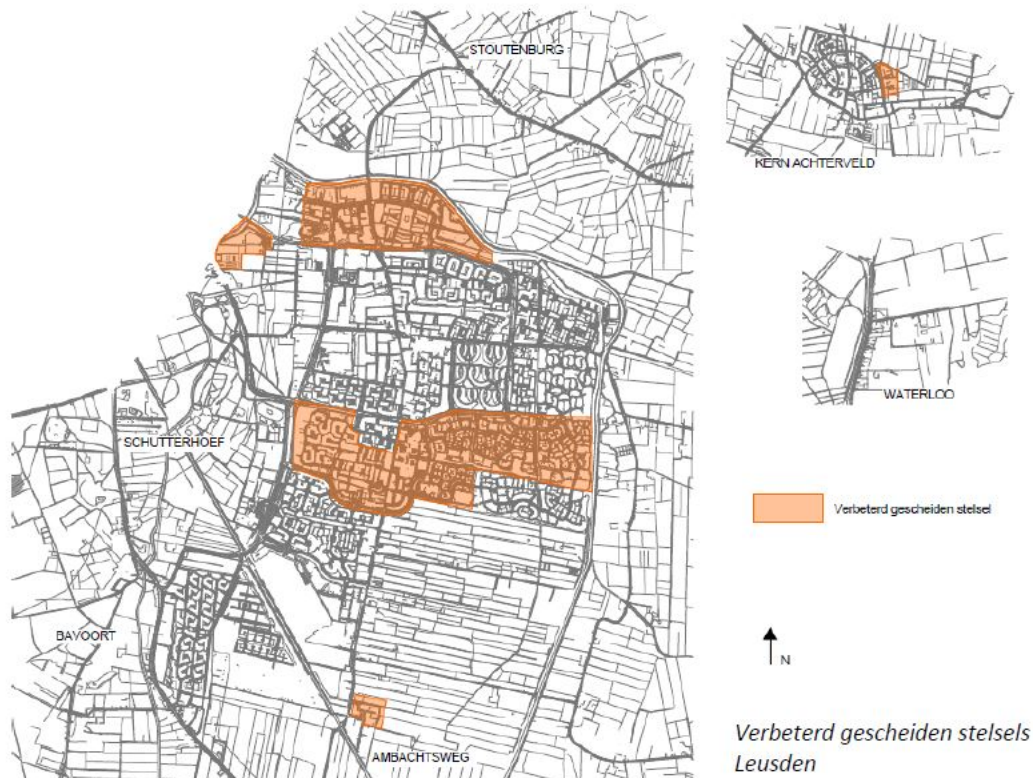 STOUTENBURG
KERN ACHTERVELD
WATERLOO
SCHUTTERHOEF
Verbeterd gescheiden stelsel
BAVOORT
N
AMBACHTSWEG
Verbeterd gescheiden stelsels
Leusden